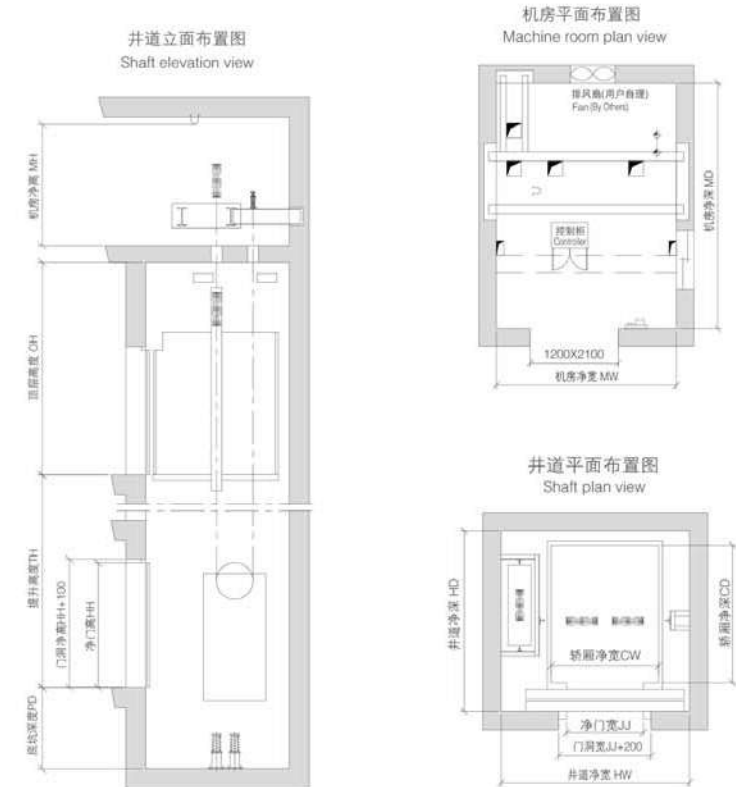 井道立面布置图
Shaft elevation view
机房净高 MH
顶层高度 OH
提升高度TH
门洞净高HH+100
净门高HH
底坑深度PD
机房平面布置图
Machine room plan view
排风扇(用户自理)
Fan(By Others)
机房净深 MD
控制柜
Controller
1200X2100
机房净宽 MW
井道平面布置图
Shaft plan view
井道净深 HD
轿厢净深CD
轿厢净宽CW
净门宽JJ
门洞宽JJ+200
井道净宽 HW